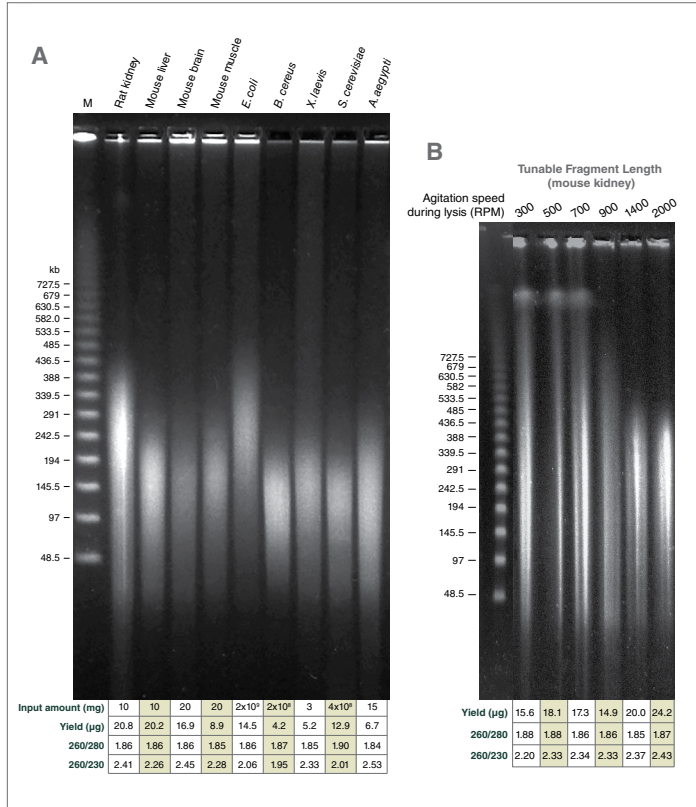 A
M
Rat kidney
Mouse liver
Mouse brain
Mouse muscle
E. coli
B. cereus
X. laevis
S. cerevisiae
A. aegypti
kb
727.5
679
630.5
582.0
533.5
485
436.5
388
339.5
291
242.5
194
145.5
97
48.5
Input amount (mg) 10 10 20 20 2x10⁹ 2x10⁸ 3 4x10⁸ 15
Yield (µg) 20.8 20.2 16.9 8.9 14.5 4.2 5.2 12.9 6.7
260/280 1.86 1.86 1.86 1.85 1.86 1.87 1.85 1.90 1.84
260/230 2.41 2.26 2.45 2.28 2.06 1.95 2.33 2.01 2.53
B
Tunable Fragment Length
(mouse kidney)
Agitation speed
during lysis (RPM) 300 500 700 900 1400 2000
727.5
679
630.5
582
533.5
485
436.5
388
339.5
291
242.5
194
145.5
97
48.5
Yield (µg) 15.6 18.1 17.3 14.9 20.0 24.2
260/280 1.88 1.88 1.86 1.86 1.85 1.87
260/230 2.20 2.33 2.34 2.33 2.37 2.43